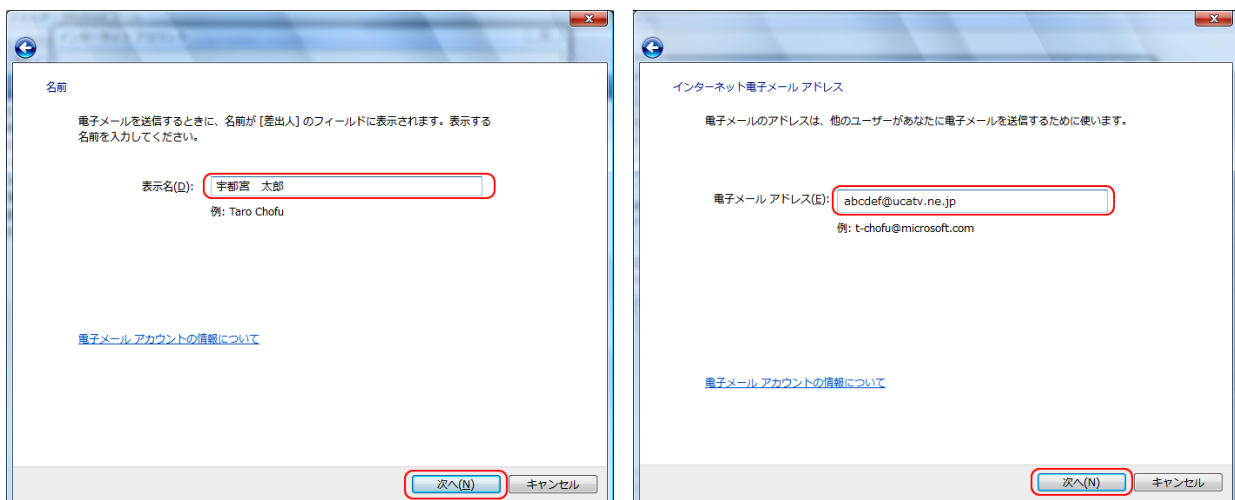 名前
電子メールを送信するときに、名前が [差出人] のフィールドに表示されます。表示する
名前を入力してください。
表示名(D): 宇都宮　太郎
例: Taro Chofu
電子メール アカウントの情報について
次へ(N) キャンセル
インターネット電子メール アドレス
電子メールのアドレスは、他のユーザーがあなたに電子メールを送信するために使います。
電子メール アドレス(E): abcdef@ucatv.ne.jp
例: t-chofu@microsoft.com
電子メール アカウントの情報について
次へ(N) キャンセル